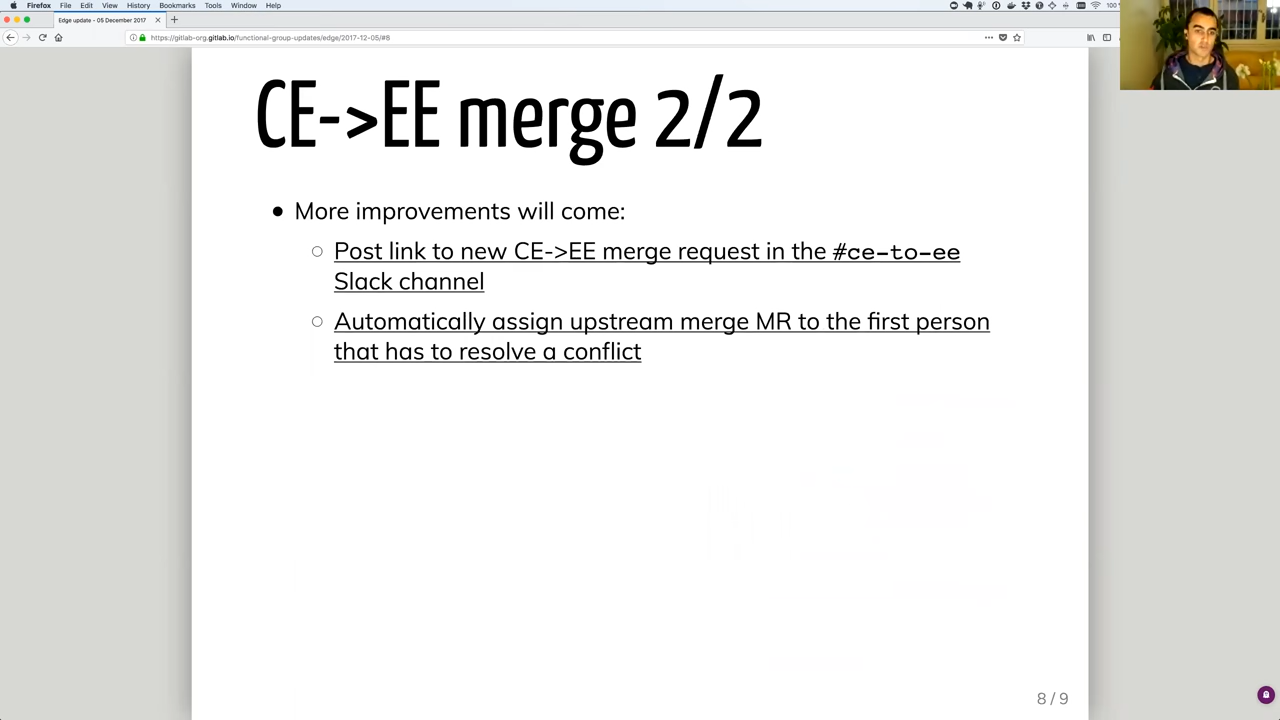 Firefox File Edit View History Bookmarks Tools Window Help
Edge update - 05 December 2017
https://gitlab-org.gitlab.io/functional-group-updates/edge/2017-12-05/#8
CE->EE merge 2/2
More improvements will come:
Post link to new CE->EE merge request in the #ce-to-ee
Slack channel
Automatically assign upstream merge MR to the first person
that has to resolve a conflict
8 / 9